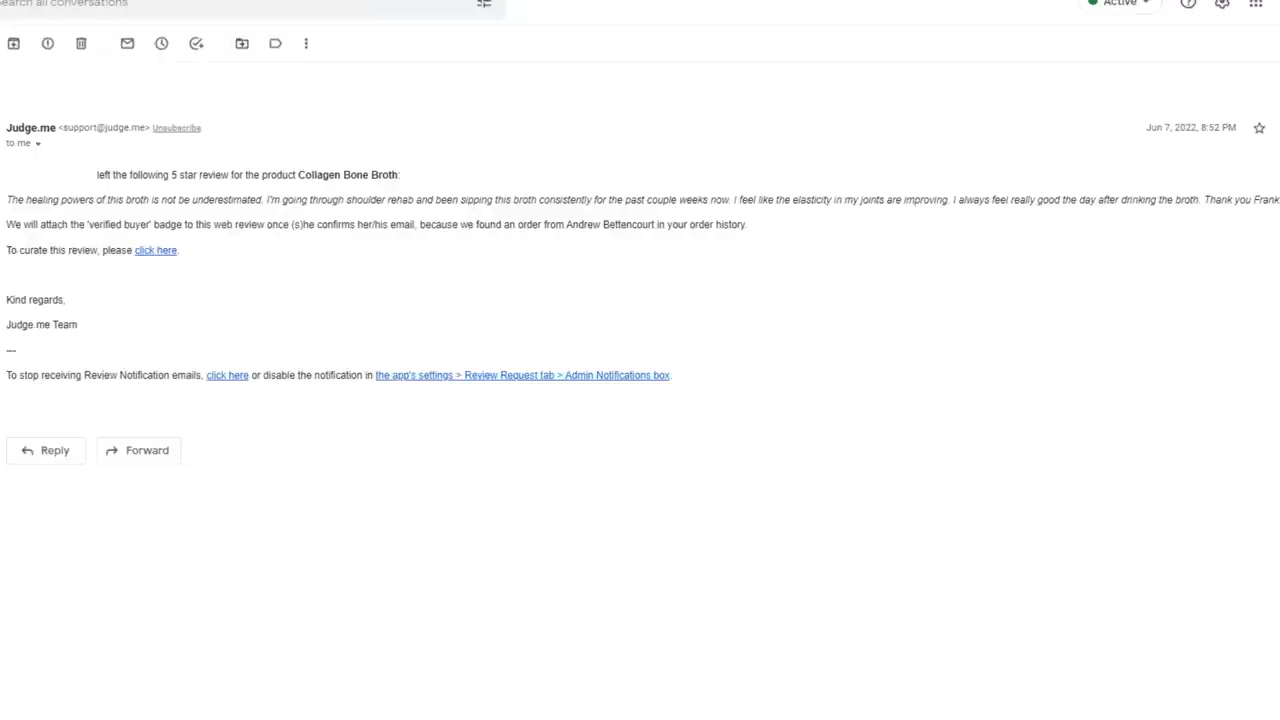 Search all conversations
Active
Judge.me <support@judge.me> Unsubscribe
Jun 7, 2022, 8:52 PM
to me
left the following 5 star review for the product Collagen Bone Broth:
The healing powers of this broth is not be underestimated. I'm going through shoulder rehab and been sipping this broth consistently for the past couple weeks now. I feel like the elasticity in my joints are improving. I always feel really good the day after drinking the broth. Thank you Frank
We will attach the 'verified buyer' badge to this web review once (s)he confirms her/his email, because we found an order from Andrew Bettencourt in your order history.
To curate this review, please click here.
Kind regards,
Judge.me Team
---
To stop receiving Review Notification emails, click here or disable the notification in the app's settings > Review Request tab > Admin Notifications box.
Reply
Forward